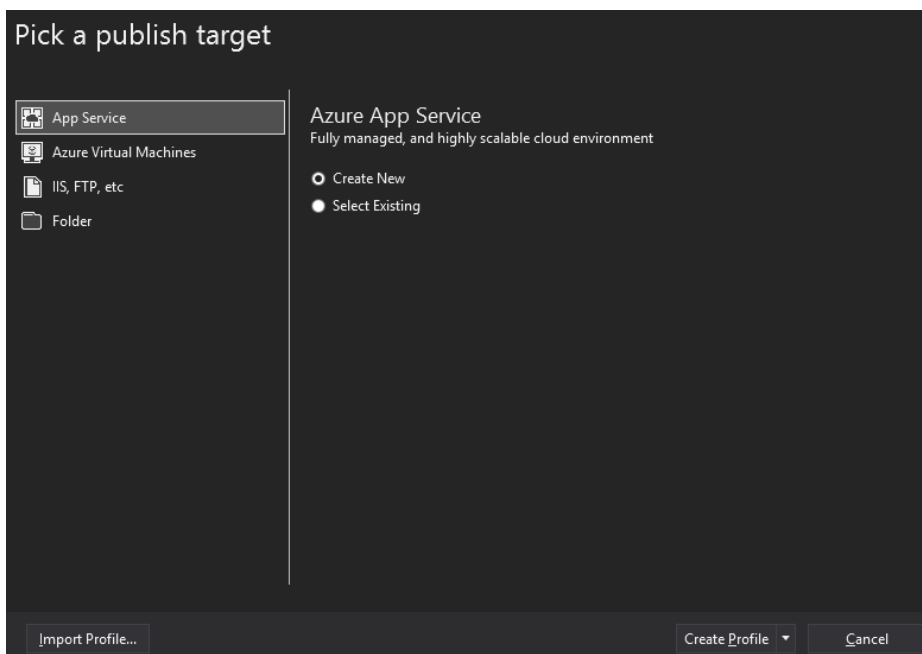 Pick a publish target
App Service
Azure Virtual Machines
IIS, FTP, etc
Folder
Azure App Service
Fully managed, and highly scalable cloud environment
Create New
Select Existing
Import Profile...
Create Profile
Cancel